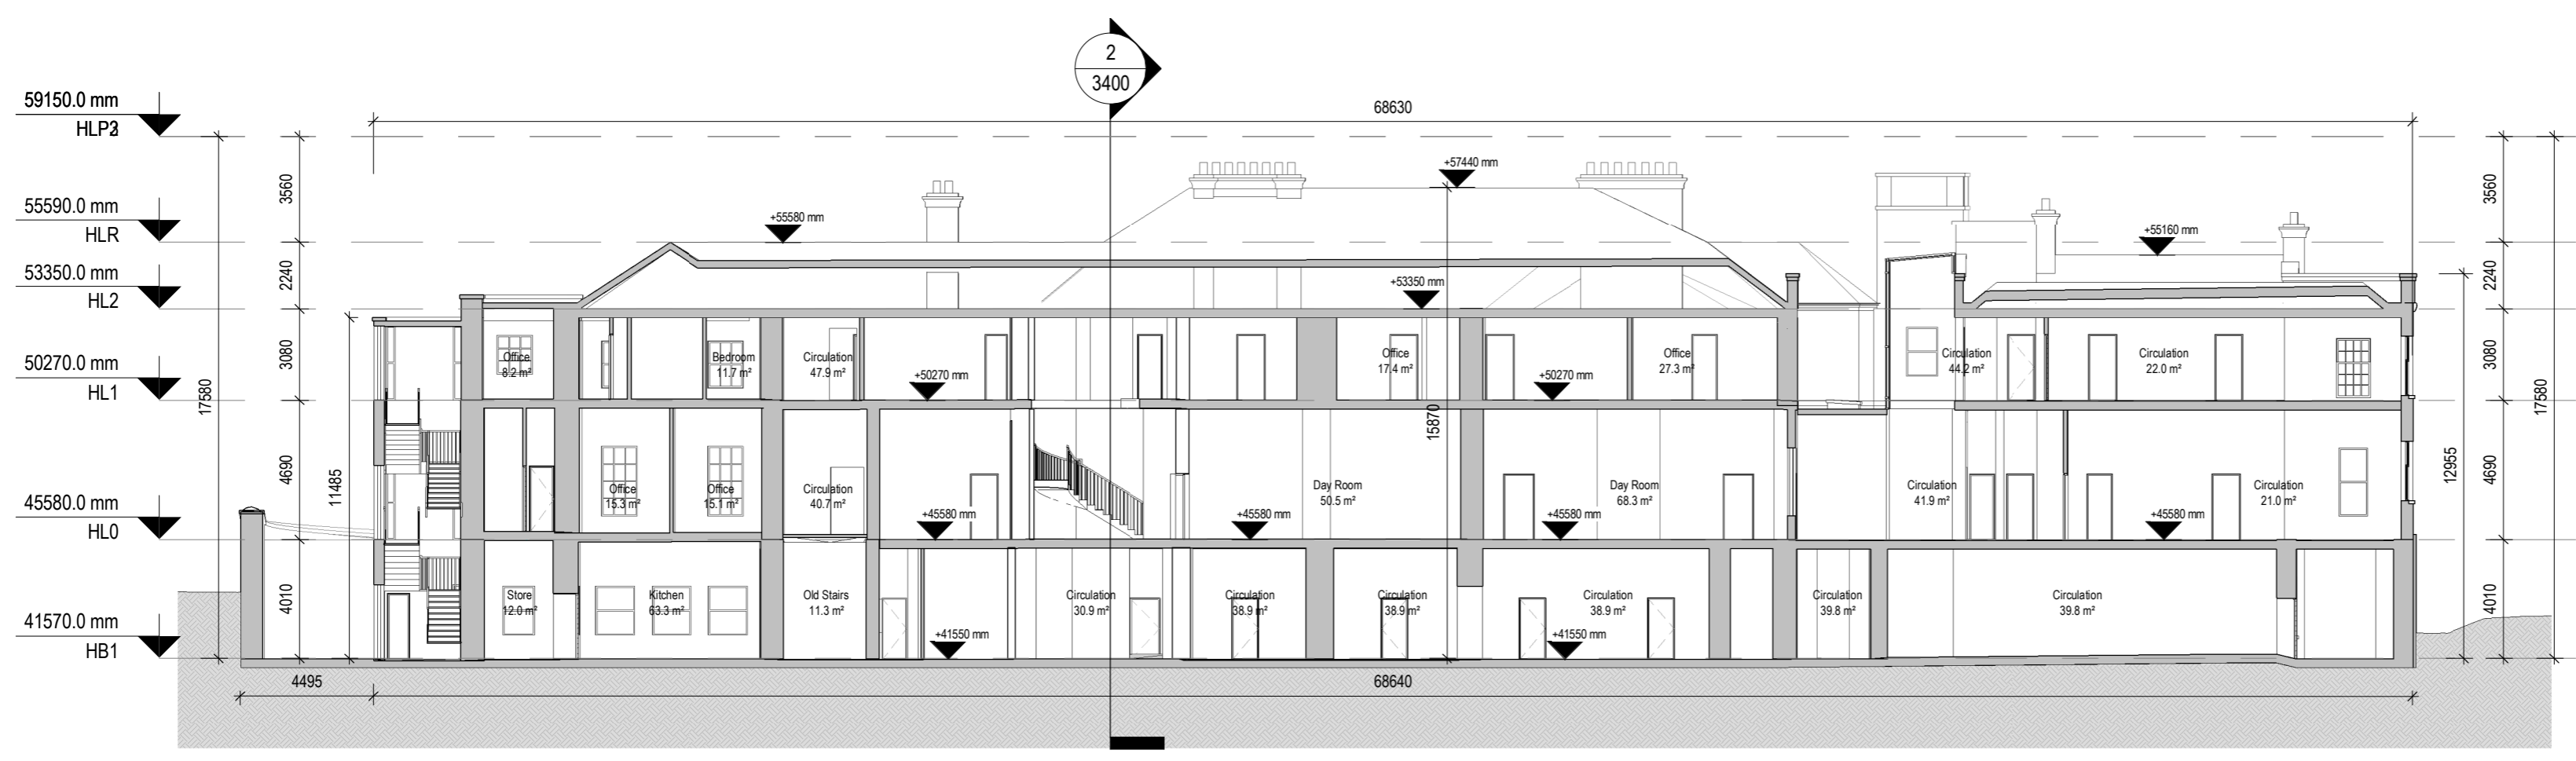 2
3400
59150.0 mm
68630
+57440 mm
3560
3560
55590.0 mm
HLR
+55580 mm
+55160 mm
53350.0 mm
HL2
2240
+53350 mm
2240
50270.0 mm
HL1
17580
3080
Office
8.2 m²
Bedroom
11.7 m²
Circulation
47.9 m²
+50270 mm
Office
17.4 m²
+50270 mm
Office
27.3 m²
Circulation
44.2 m²
Circulation
22.0 m²
3080
17580
15870
45580.0 mm
HL0
4690
11485
Office
15.3 m²
Office
15.1 m²
Circulation
40.7 m²
+45580 mm
+45580 mm
Day Room
50.5 m²
+45580 mm
Day Room
68.3 m²
Circulation
41.9 m²
+45580 mm
Circulation
21.0 m²
12955
4690
41570.0 mm
HB1
4010
Store
12.0 m²
Kitchen
63.3 m²
Old Stairs
11.3 m²
+41550 mm
Circulation
30.9 m²
Circulation
38.9 m²
Circulation
38.9 m²
+41550 mm
Circulation
38.9 m²
Circulation
39.8 m²
Circulation
39.8 m²
4010
4495
68640